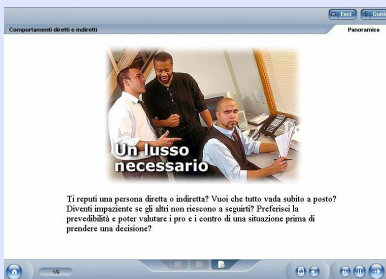 Esci Guida
Comportamenti diretti e indiretti
Panoramica
Un lusso
necessario
Ti reputi una persona diretta o indiretta? Vuoi che tutto vada subito a posto?
Diventi impaziente se gli altri non riescono a seguirti? Preferisci la
prevedibilità e poter valutare i pro e i contro di una situazione prima di
prendere una decisione?